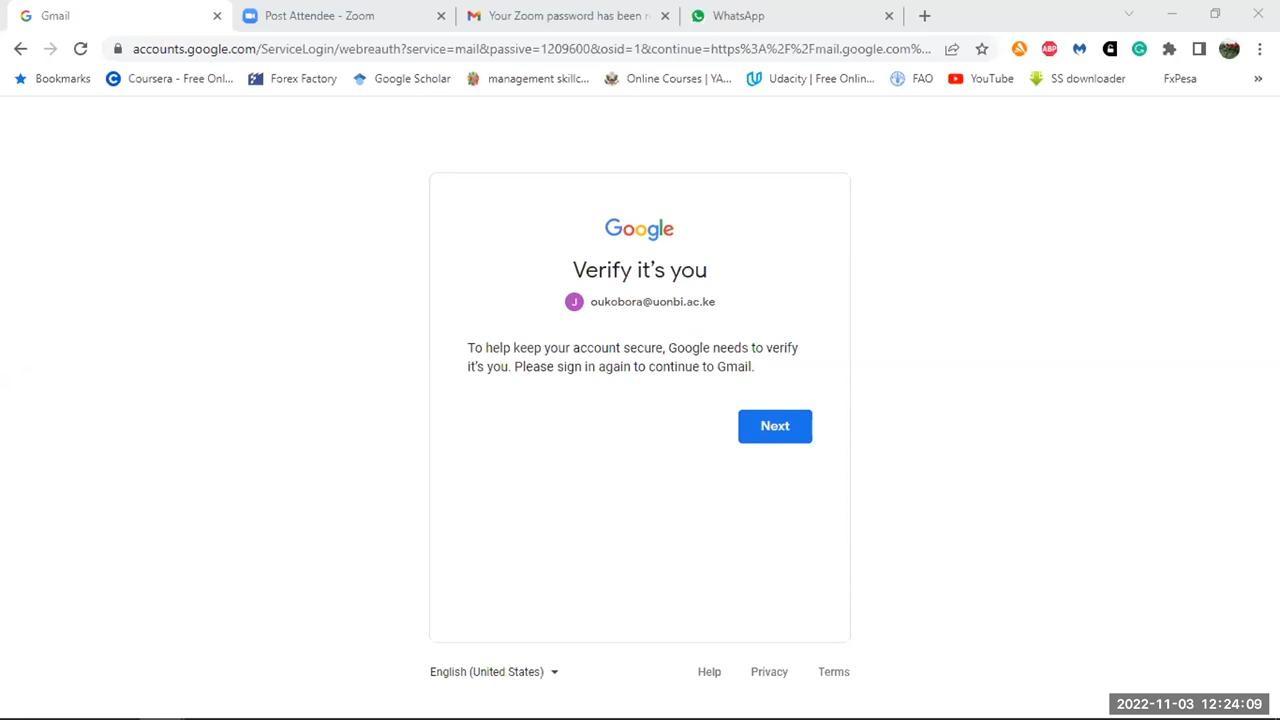 Gmail
Post Attendee - Zoom
Your Zoom password has been r
WhatsApp
accounts.google.com/ServiceLogin/webreauth?service=mail&passive=1209600&osid=1&continue=https%3A%2F%2Fmail.google.com%...
Bookmarks
Coursera - Free Onl...
Forex Factory
Google Scholar
management skillc...
Online Courses | YA...
Udacity | Free Onlin...
FAO
YouTube
SS downloader
FxPesa
»
ABP
Google
Verify it's you
J oukobora@uonbi.ac.ke
To help keep your account secure, Google needs to verify
it's you. Please sign in again to continue to Gmail.
Next
English (United States)
Help Privacy Terms
2022-11-03 12:24:09